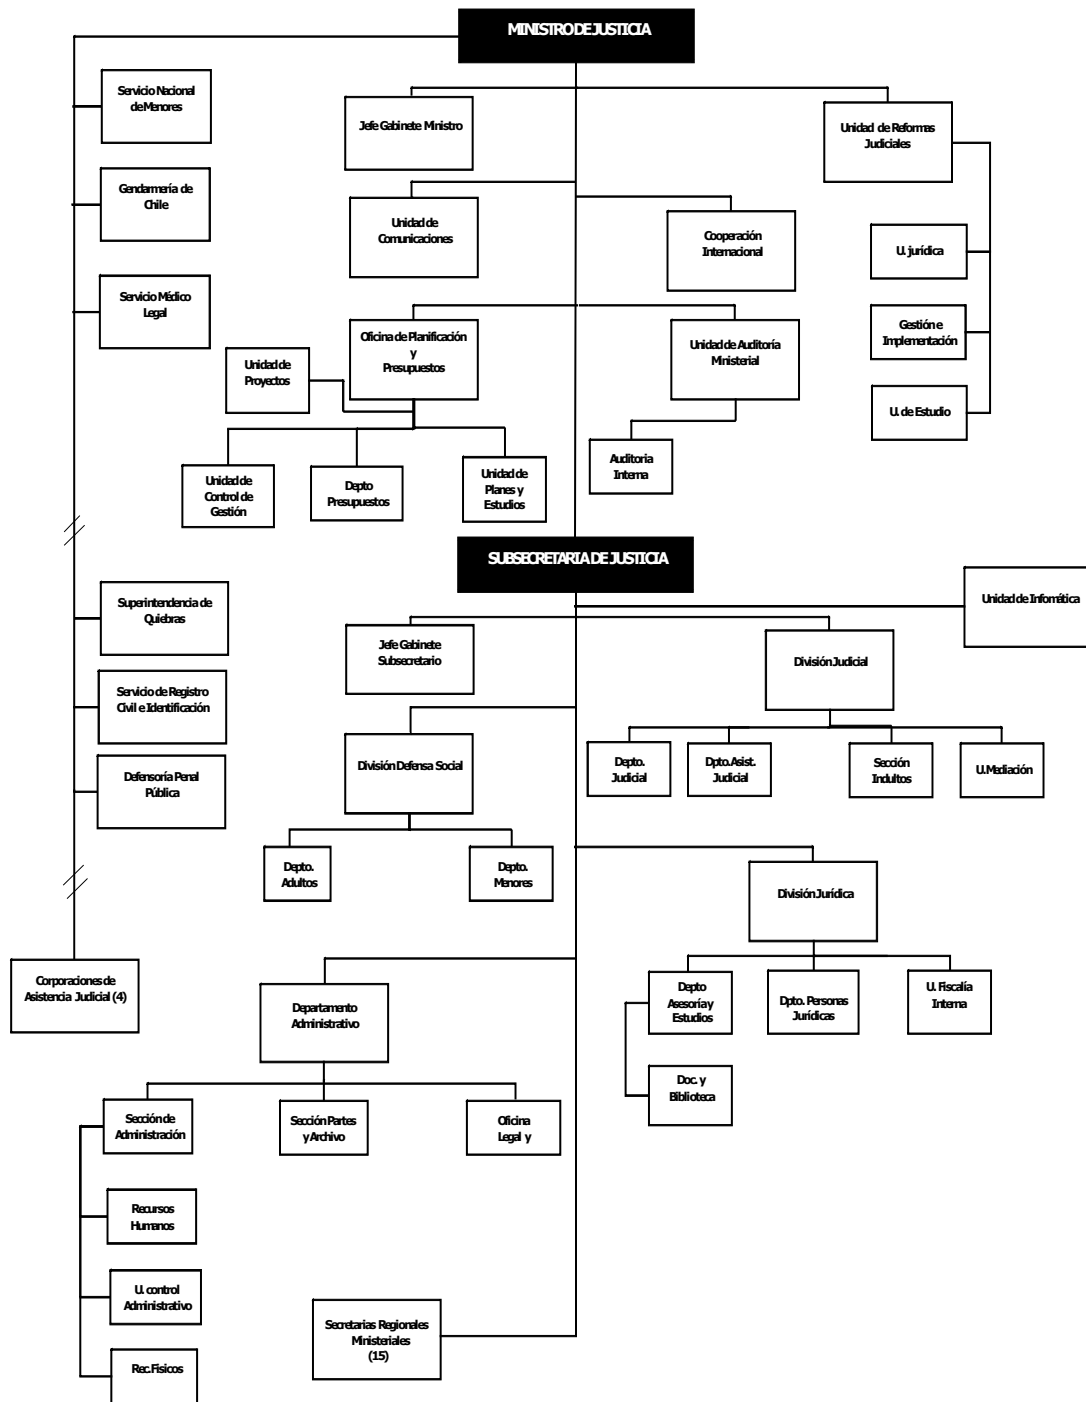 MINISTRO DE JUSTICIA
Servicio Nacional
de Menores
Jefe Gabinete Ministro
Unidad de Reformas
Judiciales
Gendarmería de
Chile
Unidad de
Comunicaciones
Cooperación
Internacional
U. jurídica
Servicio Médico
Legal
Oficina de Planificación
y
Presupuestos
Unidad de Auditoría
Ministerial
Gestión e
Implementación
Unidad de
Proyectos
U. de Estudio
Unidad de
Control de
Gestión
Depto
Presupuestos
Unidad de
Planes y
Estudios
Auditoria
Interna
SUBSECRETARIA DE JUSTICIA
Superintendencia de
Quiebras
Unidad de Informática
Jefe Gabinete
Subsecretario
División Judicial
Servicio de Registro
Civil e Identificación
División Defensa Social
Depto.
Judicial
Dpto. Asist.
Judicial
Sección
Indultos
U.Mediación
Defensoría Penal
Pública
Depto.
Adultos
Depto.
Menores
División Jurídica
Corporaciones de
Asistencia Judicial (4)
Departamento
Administrativo
Depto
Asesoría y
Estudios
Dpto. Personas
Jurídicas
U. Fiscalía
Interna
Doc. y
Biblioteca
Sección de
Administración
Sección Partes
y Archivo
Oficina
Legal y
Recursos
Humanos
U. control
Administrativo
Secretarias Regionales
Ministeriales
(15)
Rec.Fisicos